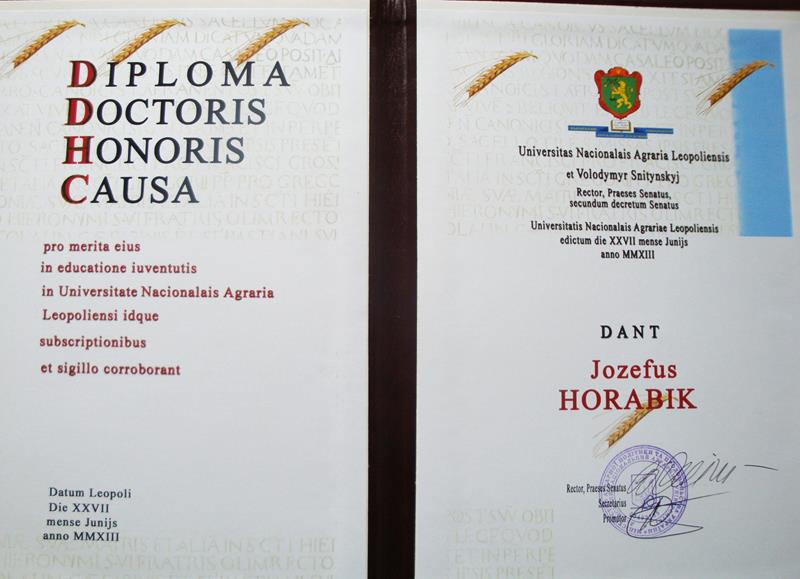 DIPLOMA
DOCTORIS
HONORIS
CAUSA
pro merita eius
in educatione iuventutis
in Universitate Nacionalais Agraria
Leopoliensi idque
subscriptionibus
et sigillo corroborant
Datum Leopoli
Die XXVII
mense Junijs
anno MMXIII
Universitas Nacionalais Agraria Leopoliensis
et Volodymyr Snitynskyj
Rector, Praeses Senatus,
secundum decretum Senatus
Universitatis Nacionalais Agrariae Leopoliensis
edictum die XXVII mense Junijs
anno MMXIII
DANT
Jozefus
HORABIK
Rector, Praeses Senatus
Secretarius
Promotor